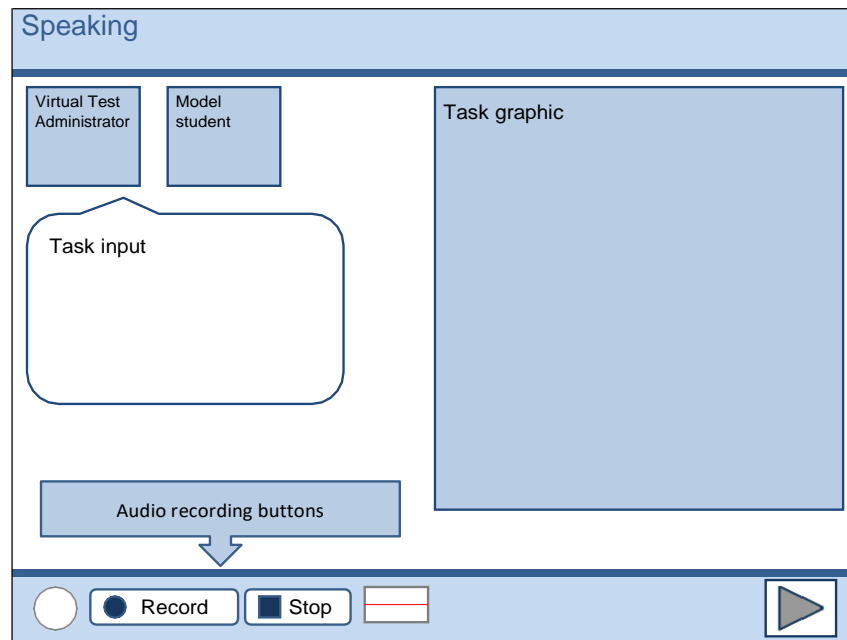 Speaking
Virtual Test
Administrator
Model
student
Task graphic
Task input
Audio recording buttons
Record
Stop